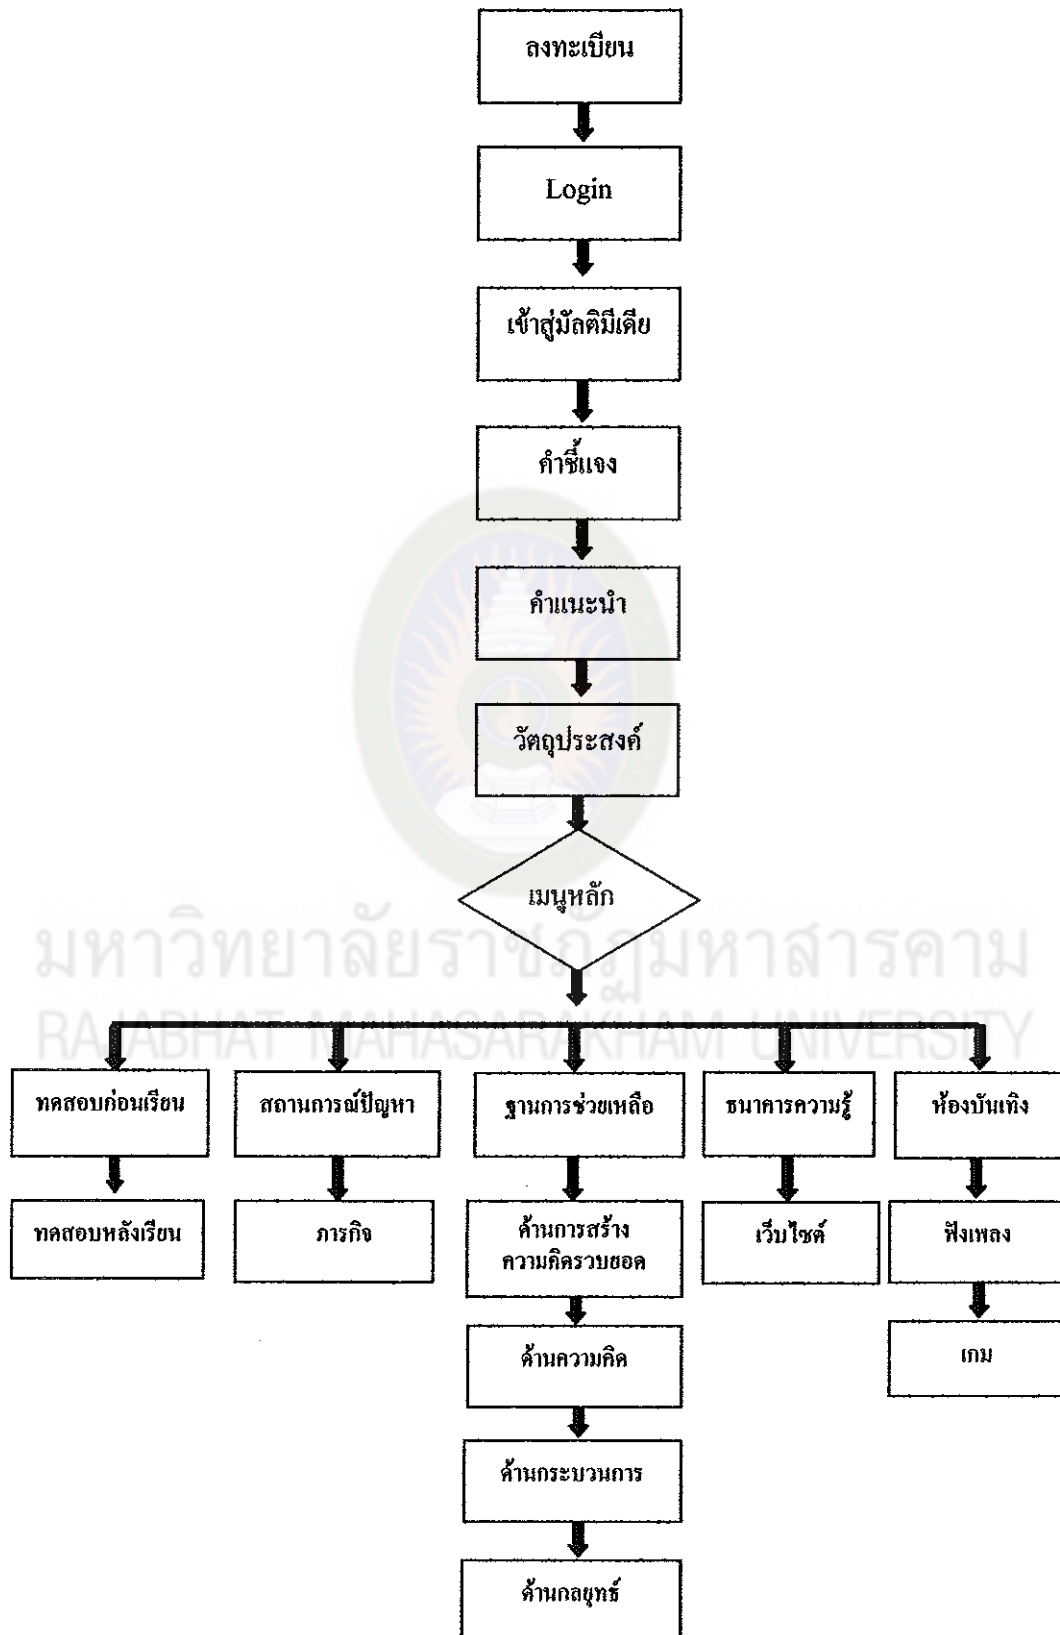 ลงทะเบียน
Login
เข้าสู่มัลติมีเดีย
คำชี้แจง
คำแนะนำ
วัตถุประสงค์
เมนูหลัก
มหาวิทยาลัยราชภัฏมหาสารคาม
RAJABHAT MAHASARAKHAM UNIVERSITY
ทดสอบก่อนเรียน
สถานการณ์ปัญหา
ฐานการช่วยเหลือ
ธนาคารความรู้
ห้องบันเทิง
ทดสอบหลังเรียน
ภารกิจ
ด้านการสร้าง
ความคิดรวบยอด
เว็บไซต์
ฟังเพลง
ด้านความคิด
เกม
ด้านกระบวนการ
ด้านกลยุทธ์